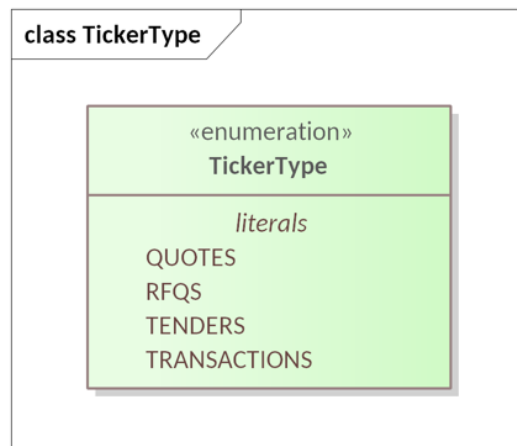 class TickerType
«enumeration»
TickerType
literals
QUOTES
RFQS
TENDERS
TRANSACTIONS